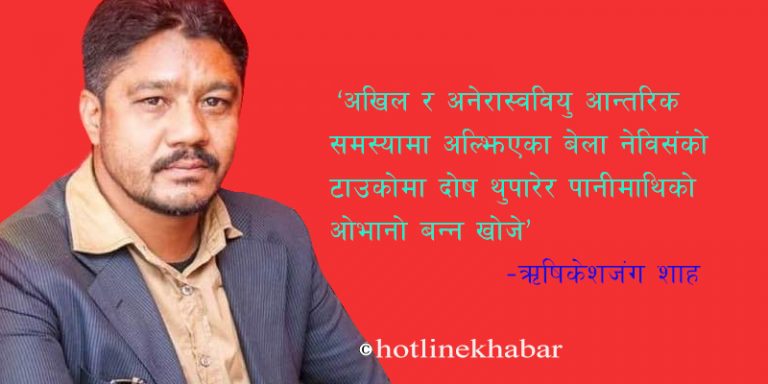 ‘अखिल र अनेरास्ववियु आन्तरिक
समस्यामा अल्झिएका बेला नेविसंको
टाउकोमा दोष थुपारेर पानीमाथिको
ओभानो बन्न खोजे’
-ऋषिकेशजंग शाह
©hotlinekhabar